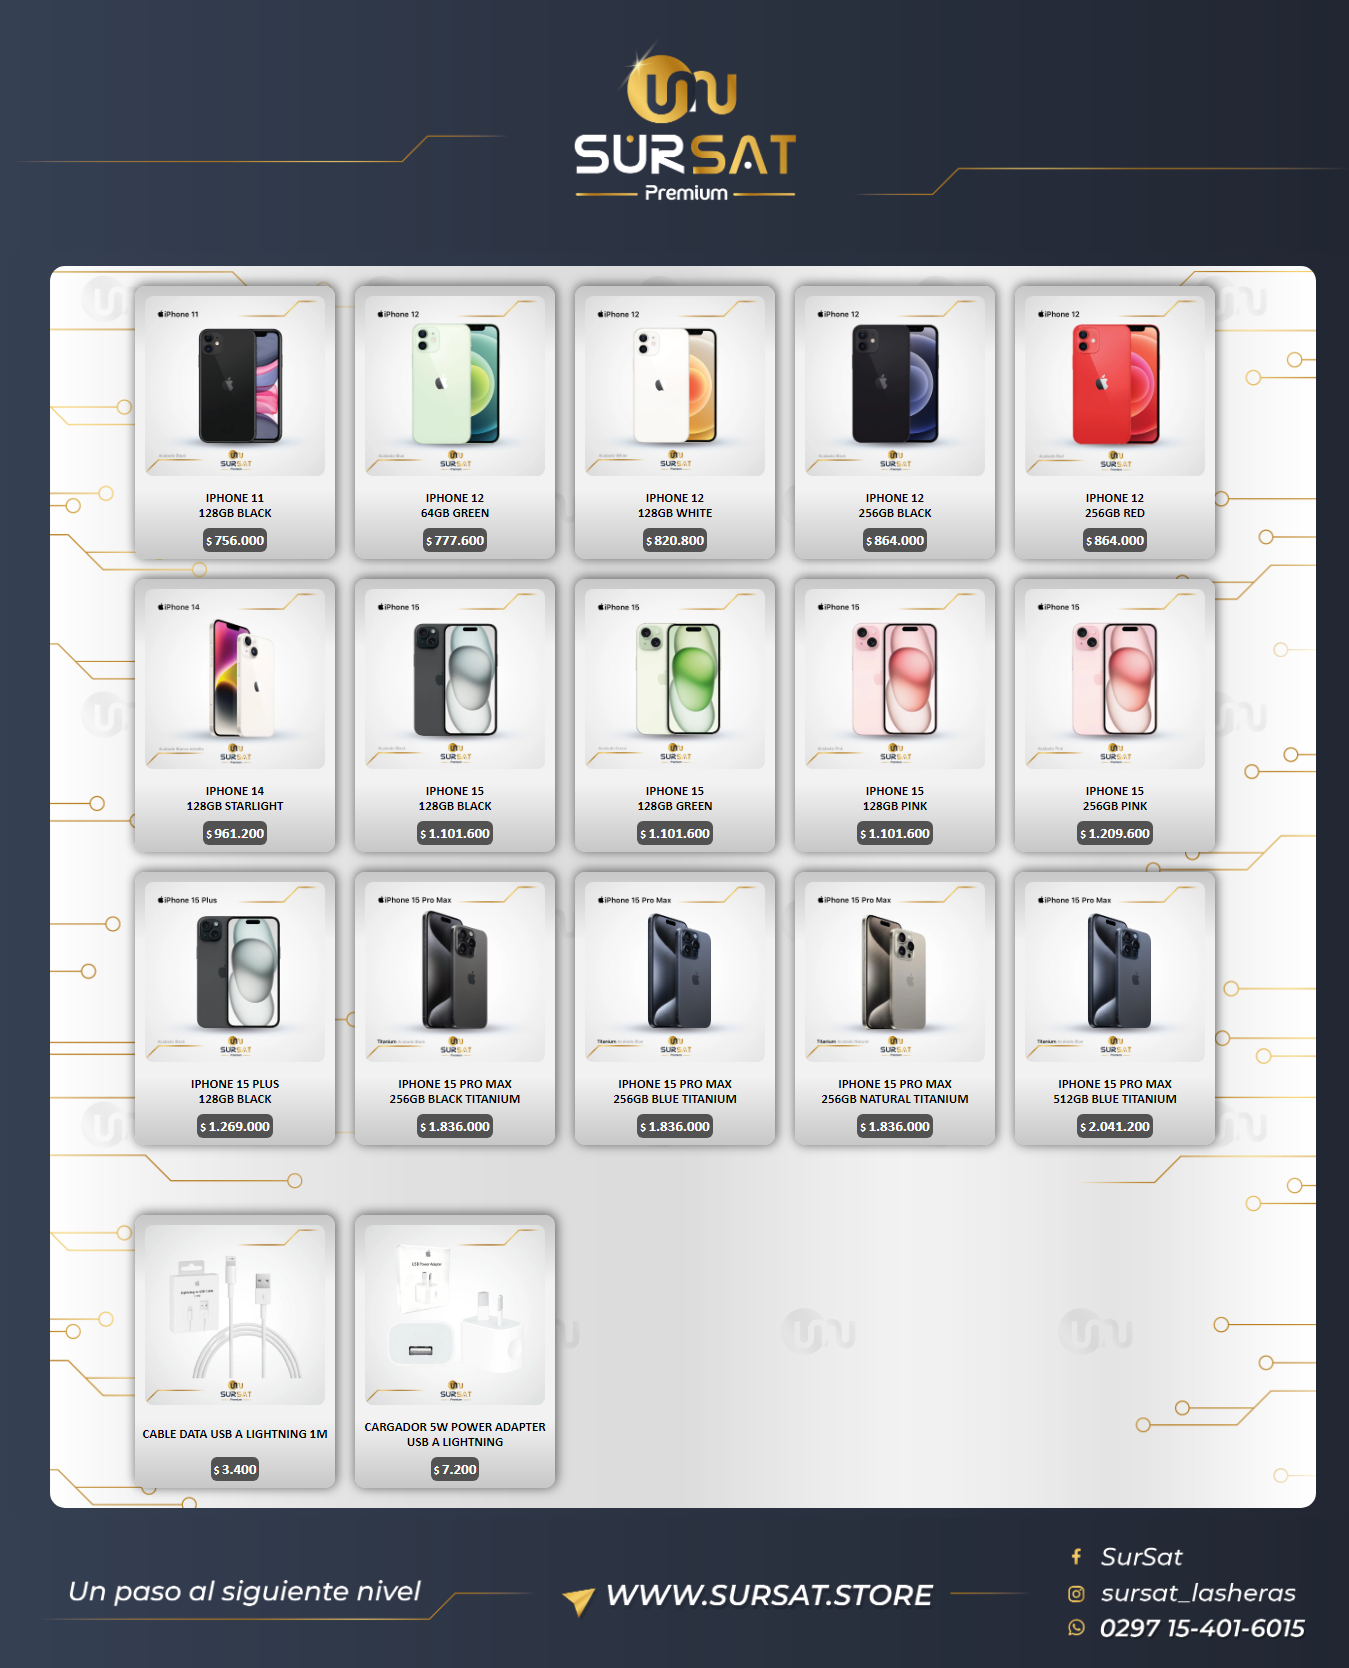 SURSAT
Premium
iPhone 11
iPhone 12
iPhone 12
iPhone 12
iPhone 12
SURSAT
SURSAT
SURSAT
SURSAT
SURSAT
IPHONE 11
128GB BLACK
$ 756.000
IPHONE 12
64GB GREEN
$ 777.600
IPHONE 12
128GB WHITE
$ 820.800
IPHONE 12
256GB BLACK
$ 864.000
IPHONE 12
256GB RED
$ 864.000
iPhone 14
iPhone 15
iPhone 15
iPhone 15
iPhone 15
SURSAT
SURSAT
SURSAT
SURSAT
SURSAT
IPHONE 14
128GB STARLIGHT
$ 961.200
IPHONE 15
128GB BLACK
$ 1.101.600
IPHONE 15
128GB GREEN
$ 1.101.600
IPHONE 15
128GB PINK
$ 1.101.600
IPHONE 15
256GB PINK
$ 1.209.600
iPhone 15 Plus
iPhone 15 Pro Max
iPhone 15 Pro Max
iPhone 15 Pro Max
iPhone 15 Pro Max
SURSAT
Titanium
SURSAT
Titanium
SURSAT
Titanium
SURSAT
Titanium
SURSAT
IPHONE 15 PLUS
128GB BLACK
$ 1.269.000
IPHONE 15 PRO MAX
256GB BLACK TITANIUM
$ 1.836.000
IPHONE 15 PRO MAX
256GB BLUE TITANIUM
$ 1.836.000
IPHONE 15 PRO MAX
256GB NATURAL TITANIUM
$ 1.836.000
IPHONE 15 PRO MAX
512GB BLUE TITANIUM
$ 2.041.200
USB Power Adapter
SURSAT
SURSAT
CABLE DATA USB A LIGHTNING 1M
$ 3.400
CARGADOR 5W POWER ADAPTER
USB A LIGHTNING
$ 7.200
Un paso al siguiente nivel
WWW.SURSAT.STORE
SurSat
sursat_lasheras
0297 15-401-6015